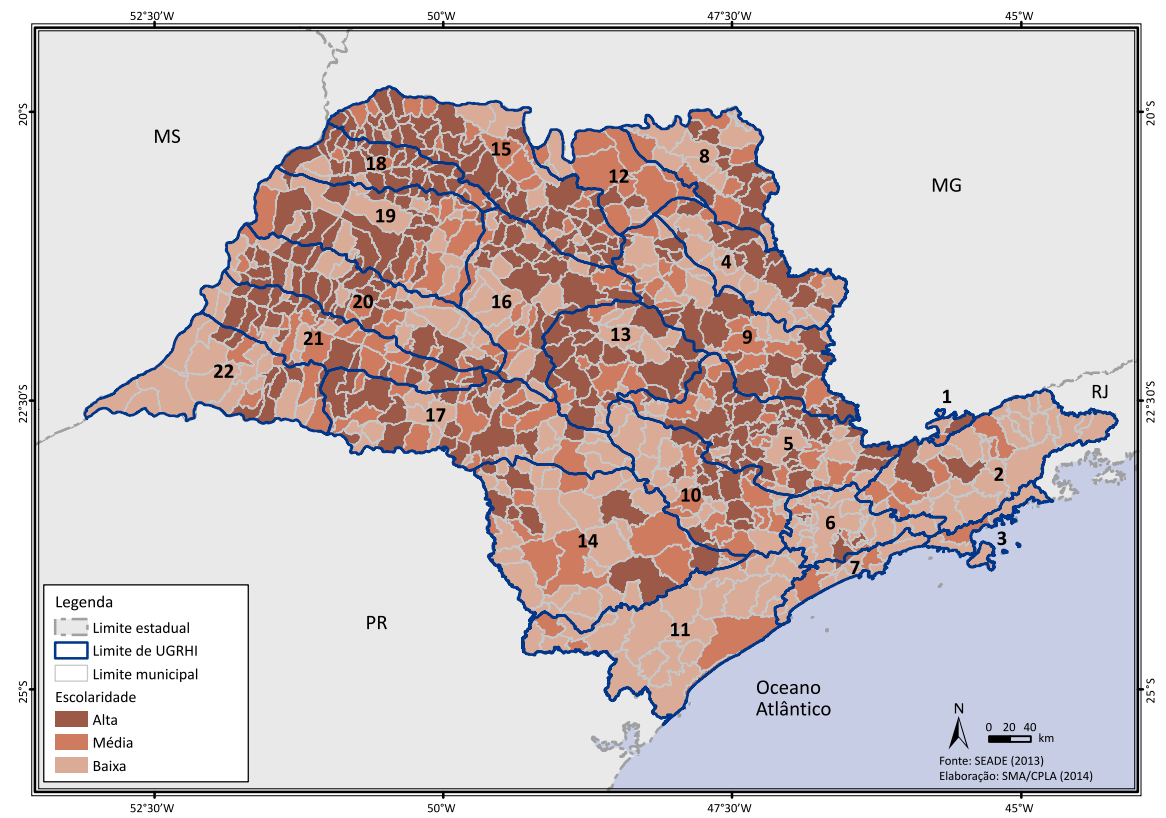 52°30'W
50°W
47°30'W
45°W
20°S
20°S
MS
MG
15
8
18
12
19
4
20
16
21
13
9
22
22°30'S
22°30'S
1
RJ
17
5
2
10
6
3
14
7
11
PR
Legenda
Limite estadual
Limite de UGRHI
Limite municipal
Escolaridade
Alta
Média
Baixa
25°S
25°S
Oceano
Atlântico
N
0 20 40
km
Fonte: SEADE (2013)
Elaboração: SMA/CPLA (2014)
52°30'W
50°W
47°30'W
45°W